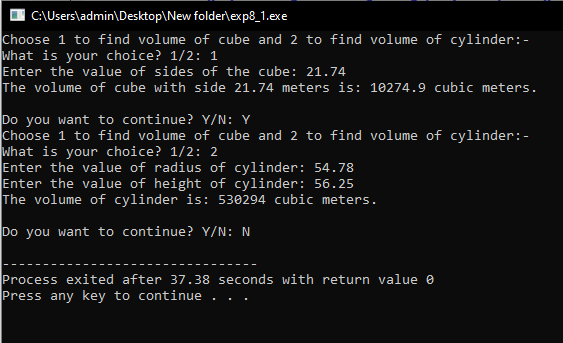 C:\Users\admin\Desktop\New folder\exp8_1.exe
Choose 1 to find volume of cube and 2 to find volume of cylinder:-
What is your choice? 1/2: 1
Enter the value of sides of the cube: 21.74
The volume of cube with side 21.74 meters is: 10274.9 cubic meters.
Do you want to continue? Y/N: Y
Choose 1 to find volume of cube and 2 to find volume of cylinder:-
What is your choice? 1/2: 2
Enter the value of radius of cylinder: 54.78
Enter the value of height of cylinder: 56.25
The volume of cylinder is: 530294 cubic meters.
Do you want to continue? Y/N: N
--------------------------------
Process exited after 37.38 seconds with return value 0
Press any key to continue . . .